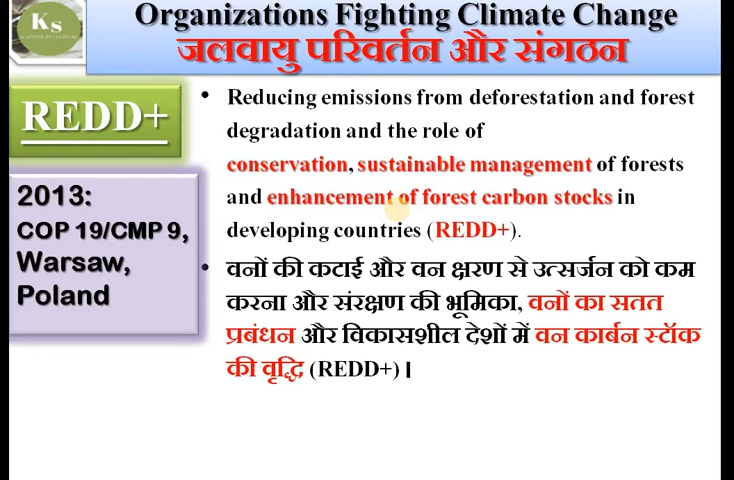 Ks
Organizations Fighting Climate Change
जलवायु परिवर्तन और संगठन
REDD+
2013:
COP 19/CMP 9,
Warsaw,
Poland
• Reducing emissions from deforestation and forest
degradation and the role of
conservation, sustainable management of forests
and enhancement of forest carbon stocks in
developing countries (REDD+).
• वनों की कटाई और वन क्षरण से उत्सर्जन को कम
करना और संरक्षण की भूमिका, वनों का सतत
प्रबंधन और विकासशील देशों में वन कार्बन स्टॉक
की वृद्धि (REDD+) ।